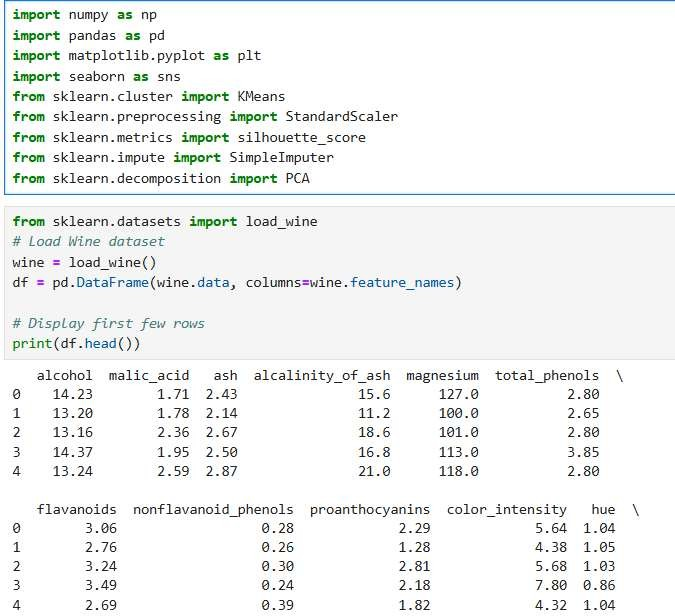 import numpy as np
import pandas as pd
import matplotlib.pyplot as plt
import seaborn as sns
from sklearn.cluster import KMeans
from sklearn.preprocessing import StandardScaler
from sklearn.metrics import silhouette_score
from sklearn.impute import SimpleImputer
from sklearn.decomposition import PCA
from sklearn.datasets import load_wine
# Load Wine dataset
wine = load_wine()
df = pd.DataFrame(wine.data, columns=wine.feature_names)
# Display first few rows
print(df.head())
alcohol malic_acid ash alcalinity_of_ash magnesium total_phenols \
0 14.23 1.71 2.43 15.6 127.0 2.80
1 13.20 1.78 2.14 11.2 100.0 2.65
2 13.16 2.36 2.67 18.6 101.0 2.80
3 14.37 1.95 2.50 16.8 113.0 3.85
4 13.24 2.59 2.87 21.0 118.0 2.80
flavanoids nonflavanoid_phenols proanthocyanins color_intensity hue \
0 3.06 0.28 2.29 5.64 1.04
1 2.76 0.26 1.28 4.38 1.05
2 3.24 0.30 2.81 5.68 1.03
3 3.49 0.24 2.18 7.80 0.86
4 2.69 0.39 1.82 4.32 1.04